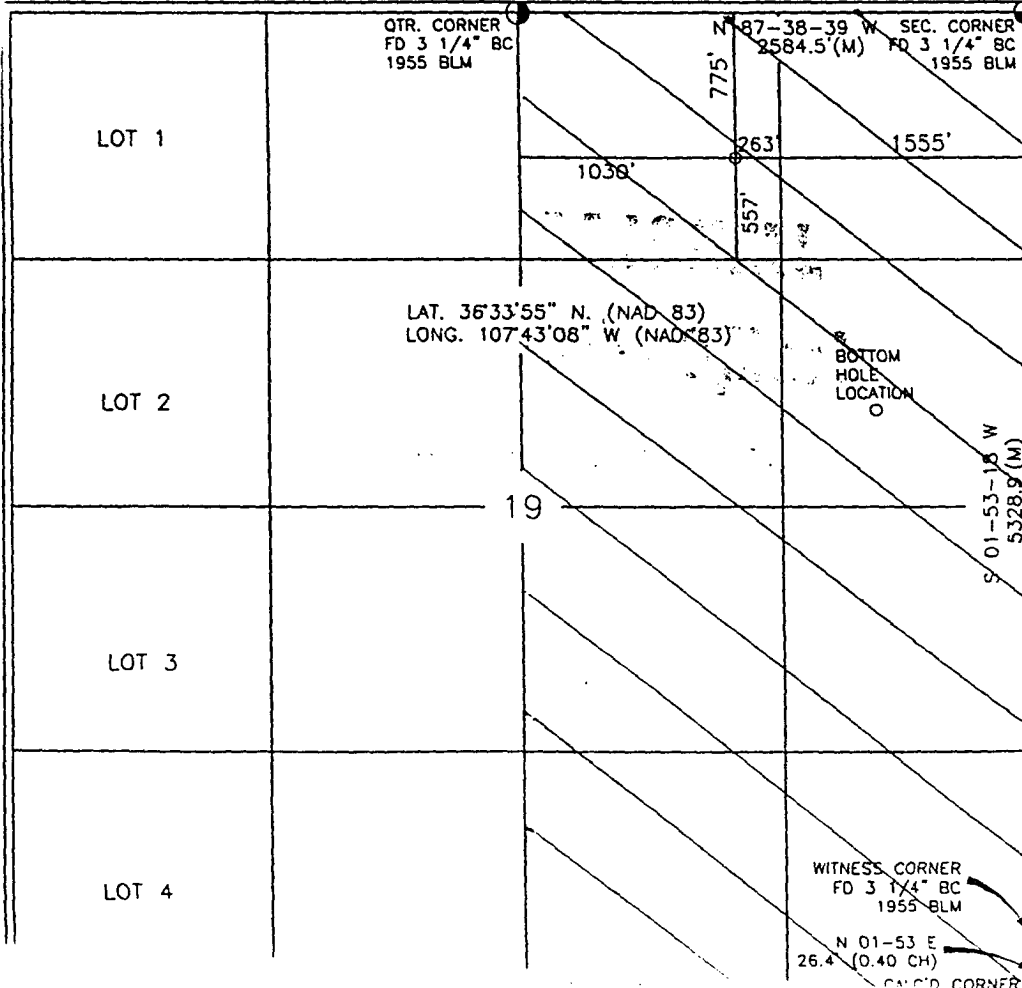 QTR. CORNER
FD 3 1/4" BC
1955 BLM
N 87-38-39 W
2584.5'(M)
SEC. CORNER
FD 3 1/4" BC
1955 BLM
775'
LOT 1
263'
1555'
1030'
557'
LAT. 36°33'55" N. (NAD 83)
LONG. 107°43'08" W (NAD 83)
BOTTOM
HOLE
LOCATION
LOT 2
S 01-53-18 W
5328.9'(M)
19
LOT 3
LOT 4
WITNESS CORNER
FD 3 1/4" BC
1955 BLM
N 01-53 E
26.4' (0.40 CH)
CALC'D CORNER